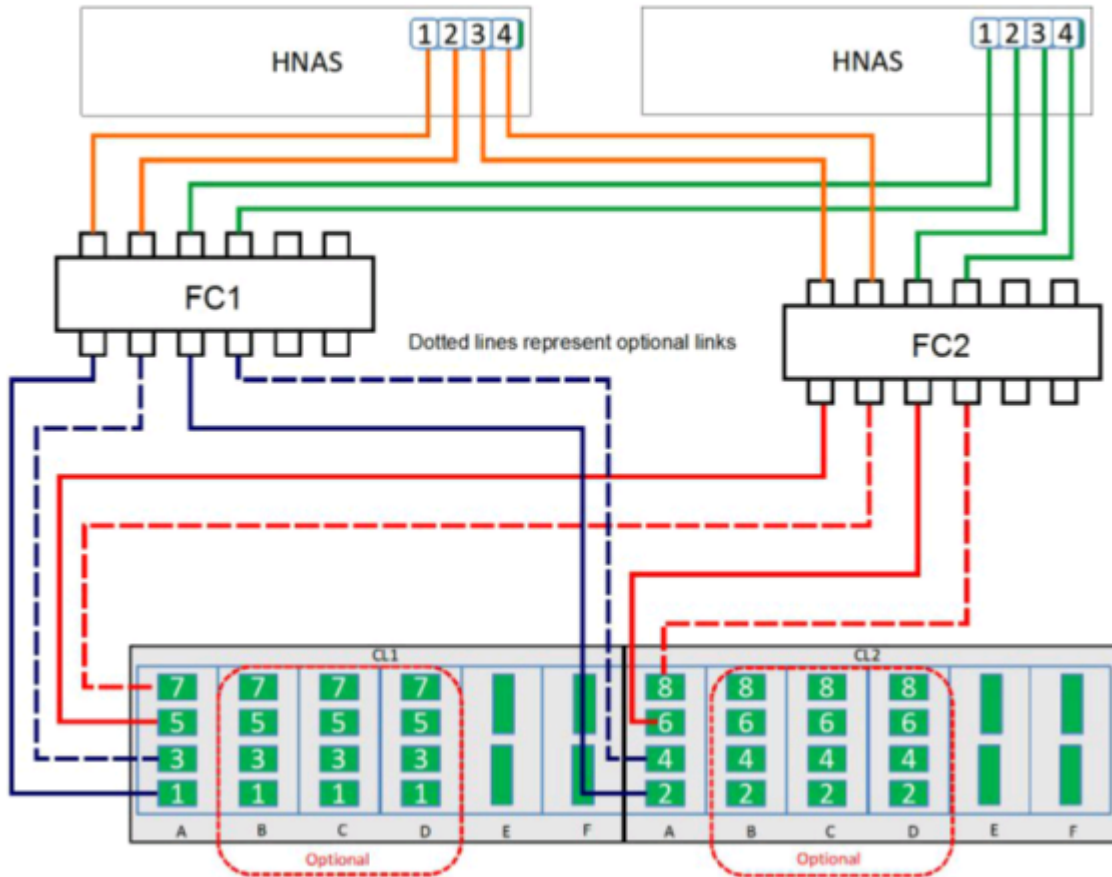 HNAS 1 2 3 4
HNAS 1 2 3 4
FC1
Dotted lines represent optional links
FC2
CL1
CL2
7 7 7 7 8 8 8 8
5 5 5 5 6 6 6 6
3 3 3 3 4 4 4 4
1 1 1 1 2 2 2 2
A B C D E F A B C D E F
Optional
Optional